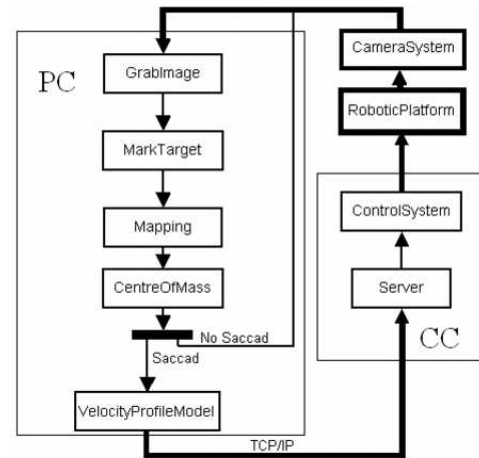 PC
GrabImage
MarkTarget
Mapping
CentreOfMass
No Saccad
Saccad
VelocityProfileModel
TCP/IP
CameraSystem
RoboticPlatform
ControlSystem
Server
CC